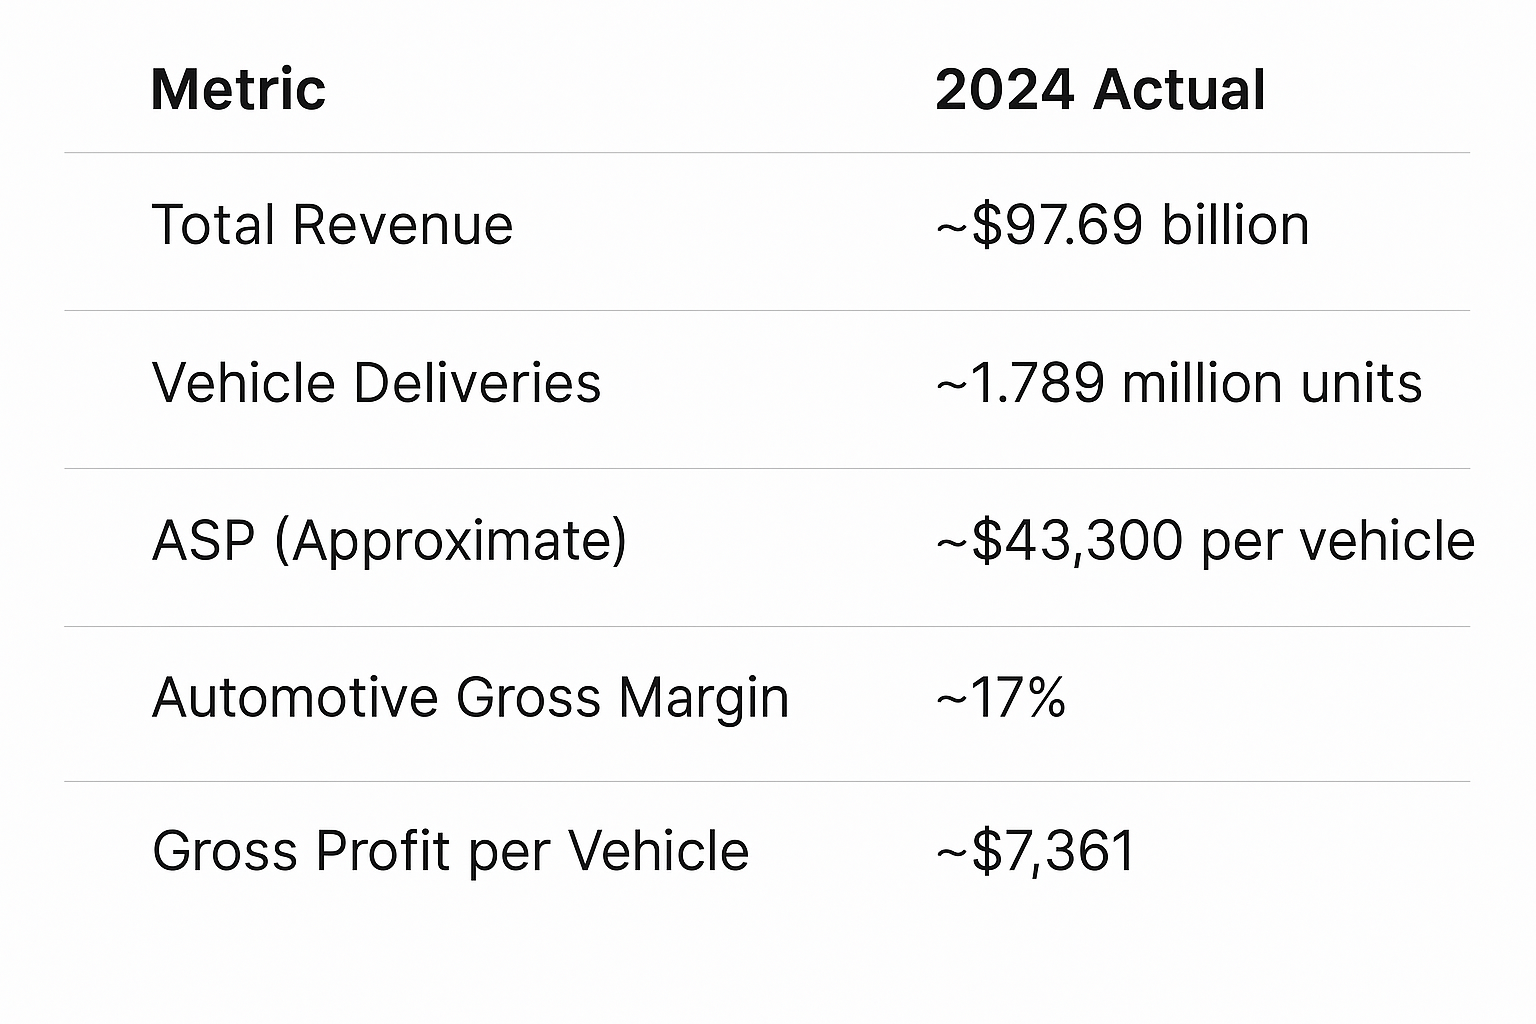 Metric 2024 Actual
Total Revenue ~$97.69 billion
Vehicle Deliveries ~1.789 million units
ASP (Approximate) ~$43,300 per vehicle
Automotive Gross Margin ~17%
Gross Profit per Vehicle ~$7,361